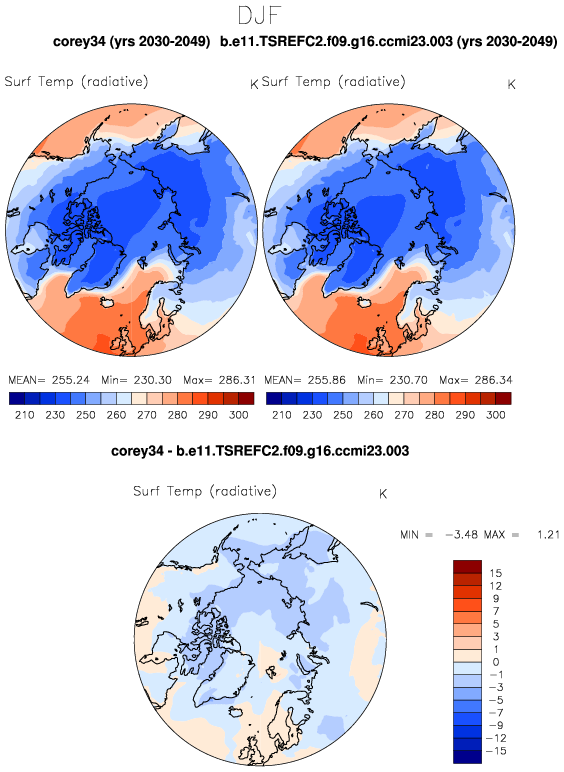 DJF
corey34 (yrs 2030-2049) b.e11.TSREFC2.f09.g16.ccmi23.003 (yrs 2030-2049)
Surf Temp (radiative) K Surf Temp (radiative) K
MEAN= 255.24 Min= 230.30 Max= 286.31 MEAN= 255.86 Min= 230.70 Max= 286.34
210 230 250 260 270 280 290 300 210 230 250 260 270 280 290 300
corey34 - b.e11.TSREFC2.f09.g16.ccmi23.003
Surf Temp (radiative) K
MIN = -3.48 MAX = 1.21
15
12
9
7
5
3
1
0
-1
-3
-5
-7
-9
-12
-15